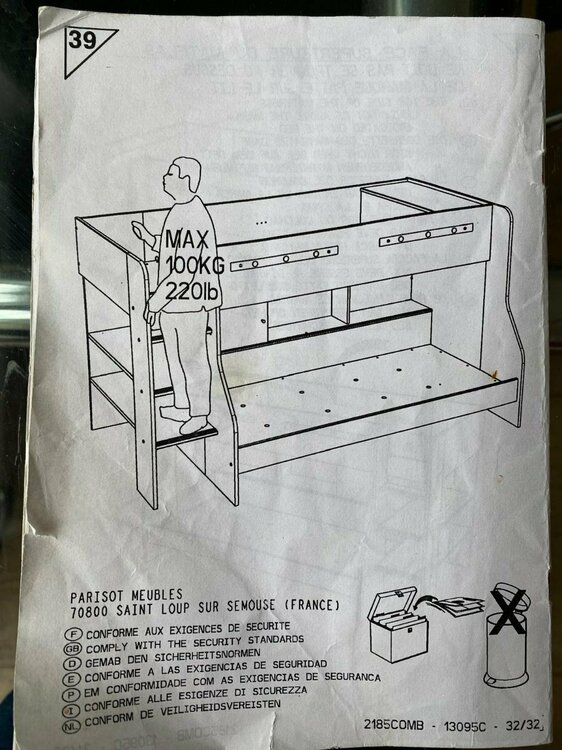 39
MAX
100KG
220lb
PARISOT MEUBLES
70800 SAINT LOUP SUR SEMOUSE (FRANCE)
F CONFORME AUX EXIGENCES DE SECURITE
GB COMPLY WITH THE SECURITY STANDARDS
D GEMAB DEN SICHERHEITSNORMEN
E CONFORME A LAS EXIGENCIAS DE SEGURIDAD
P EM CONFORMIDADE COM AS EXIGENCIAS DE SEGURANCA
I CONFORME ALLE ESIGENZE DI SICUREZZA
NL CONFORM DE VEILIGHEIDSVEREISTEN
2185COMB - 13095C - 32/32